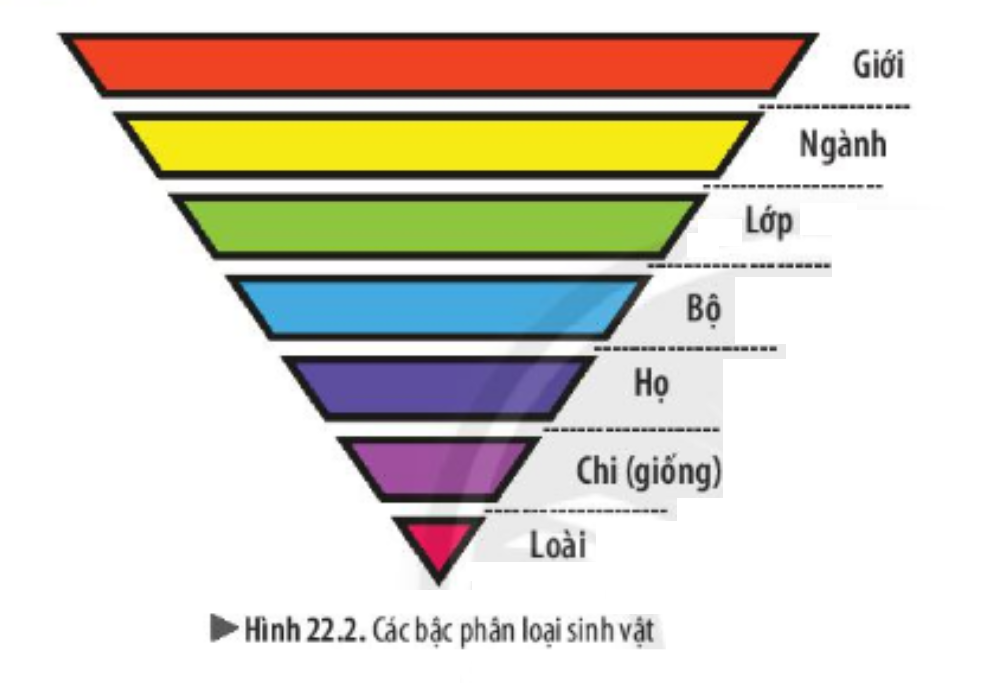 Giới
Ngành
Lớp
Bộ
Họ
Chi (giống)
Loài
Hình 22.2. Các bậc phân loại sinh vật